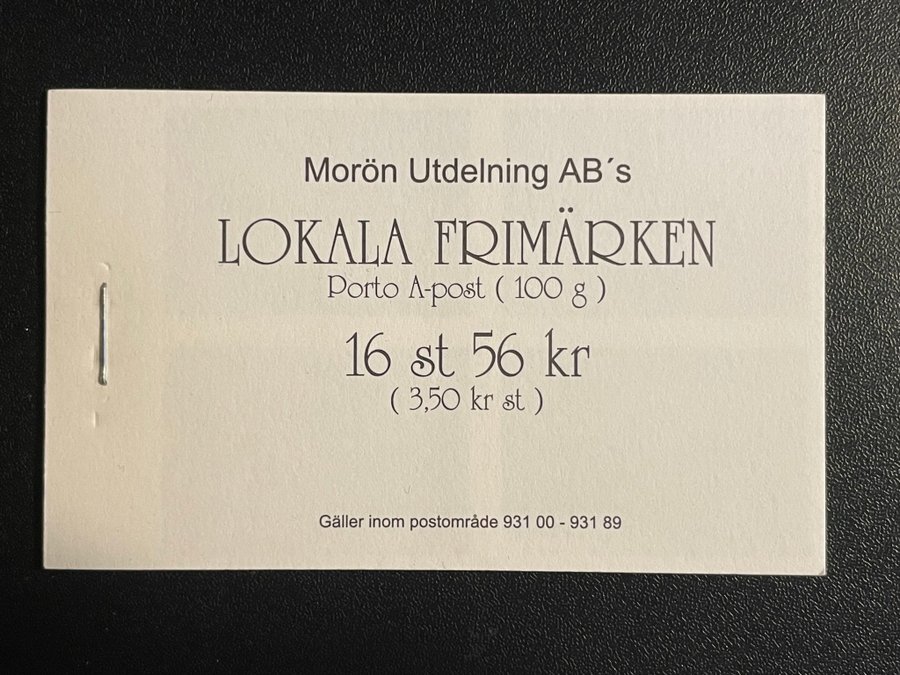 Morön Utdelning AB´s
LOKALA FRIMÄRKEN
Porto A-post ( 100 g )
16 st 56 kr
( 3,50 kr st )
Gäller inom postområde 931 00 - 931 89